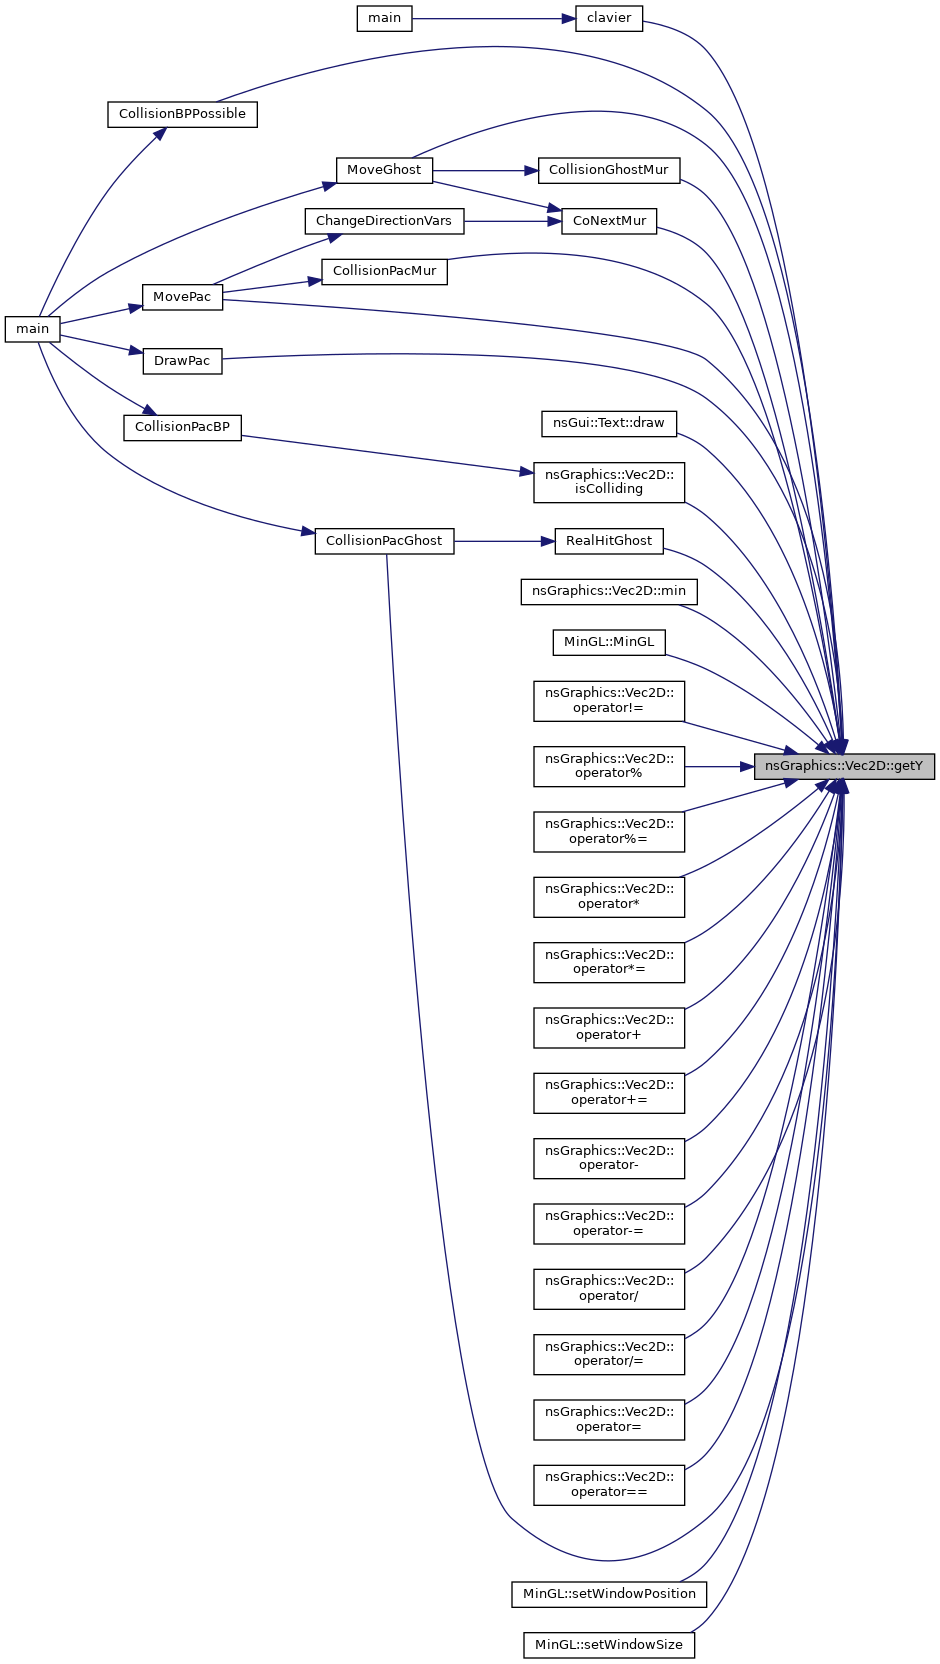 main
clavier
CollisionBPPossible
MoveGhost
CollisionGhostMur
ChangeDirectionVars
CoNextMur
CollisionPacMur
MovePac
main
DrawPac
CollisionPacBP
nsGui::Text::draw
nsGraphics::Vec2D::
isColliding
CollisionPacGhost
RealHitGhost
nsGraphics::Vec2D::min
MinGL::MinGL
nsGraphics::Vec2D::
operator!=
nsGraphics::Vec2D::getY
nsGraphics::Vec2D::
operator%
nsGraphics::Vec2D::
operator%=
nsGraphics::Vec2D::
operator*
nsGraphics::Vec2D::
operator*=
nsGraphics::Vec2D::
operator+
nsGraphics::Vec2D::
operator+=
nsGraphics::Vec2D::
operator-
nsGraphics::Vec2D::
operator-=
nsGraphics::Vec2D::
operator/
nsGraphics::Vec2D::
operator/=
nsGraphics::Vec2D::
operator=
nsGraphics::Vec2D::
operator==
MinGL::setWindowPosition
MinGL::setWindowSize